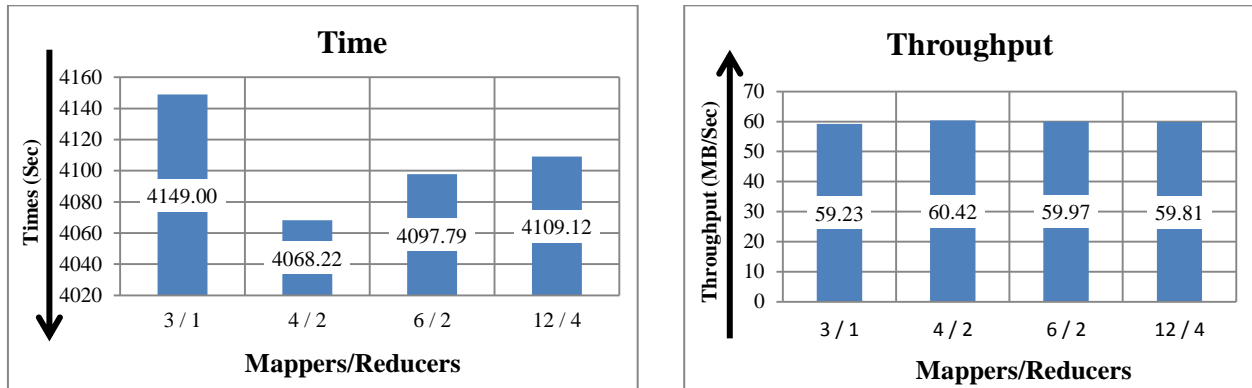 Time
Times (Sec)
4160
4140
4120
4100
4080
4060
4040
4020
4149.00
4068.22
4097.79
4109.12
3 / 1
4 / 2
6 / 2
12 / 4
Mappers/Reducers
Throughput
Throughput (MB/Sec)
70
60
50
40
30
20
10
0
59.23
60.42
59.97
59.81
3 / 1
4 / 2
6 / 2
12 / 4
Mappers/Reducers